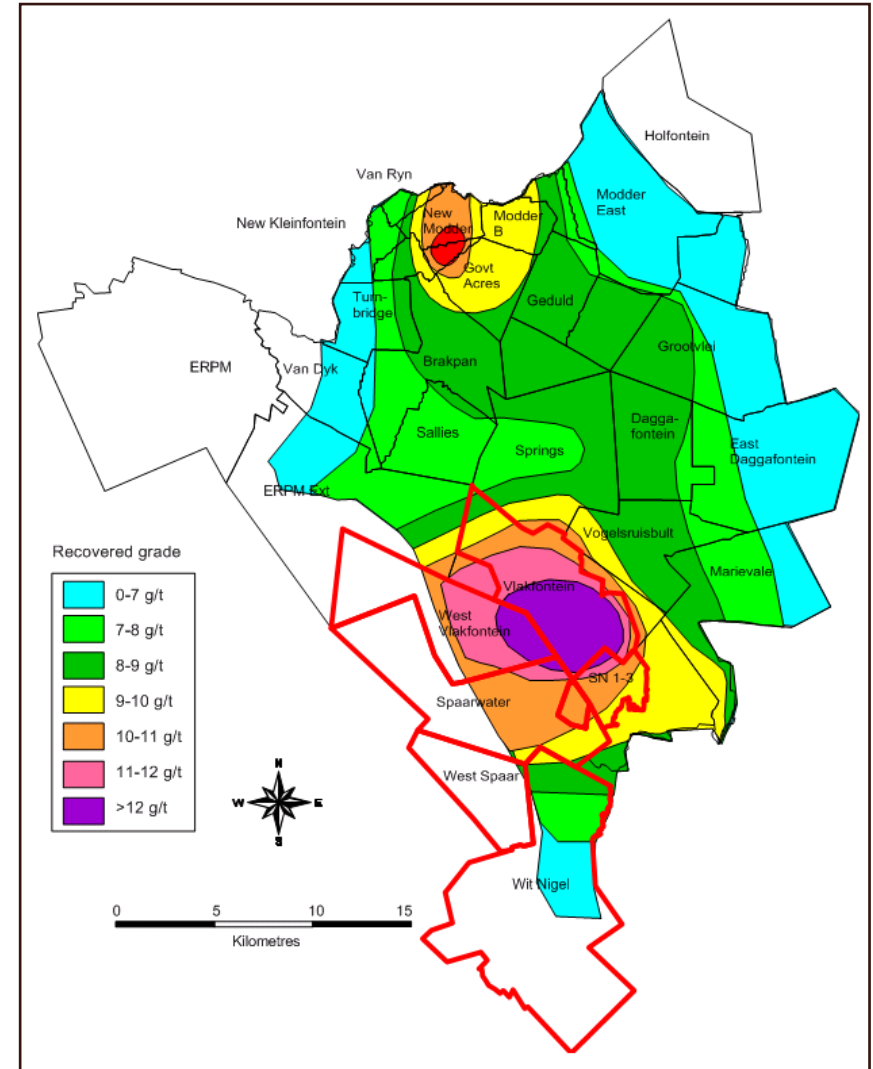 Holfontein
Van Ryn
Modder
East
New Kleinfontein
New
Modder
Modder
B
Govt
Acres
Turn-
bridge
Geduld
Grootvlei
ERPM
Van Dyk
Brakpan
Sallies
Springs
Dagga-
fontein
East
Daggafontein
ERPM Ext
Vogelsruisbult
Marievale
Vlakfontein
West
Vlakfontein
SN 1-3
Spaarwater
West Spaar
Wit Nigel
Recovered grade
0-7 g/t
7-8 g/t
8-9 g/t
9-10 g/t
10-11 g/t
11-12 g/t
>12 g/t
N
W E
S
0 5 10 15
Kilometres